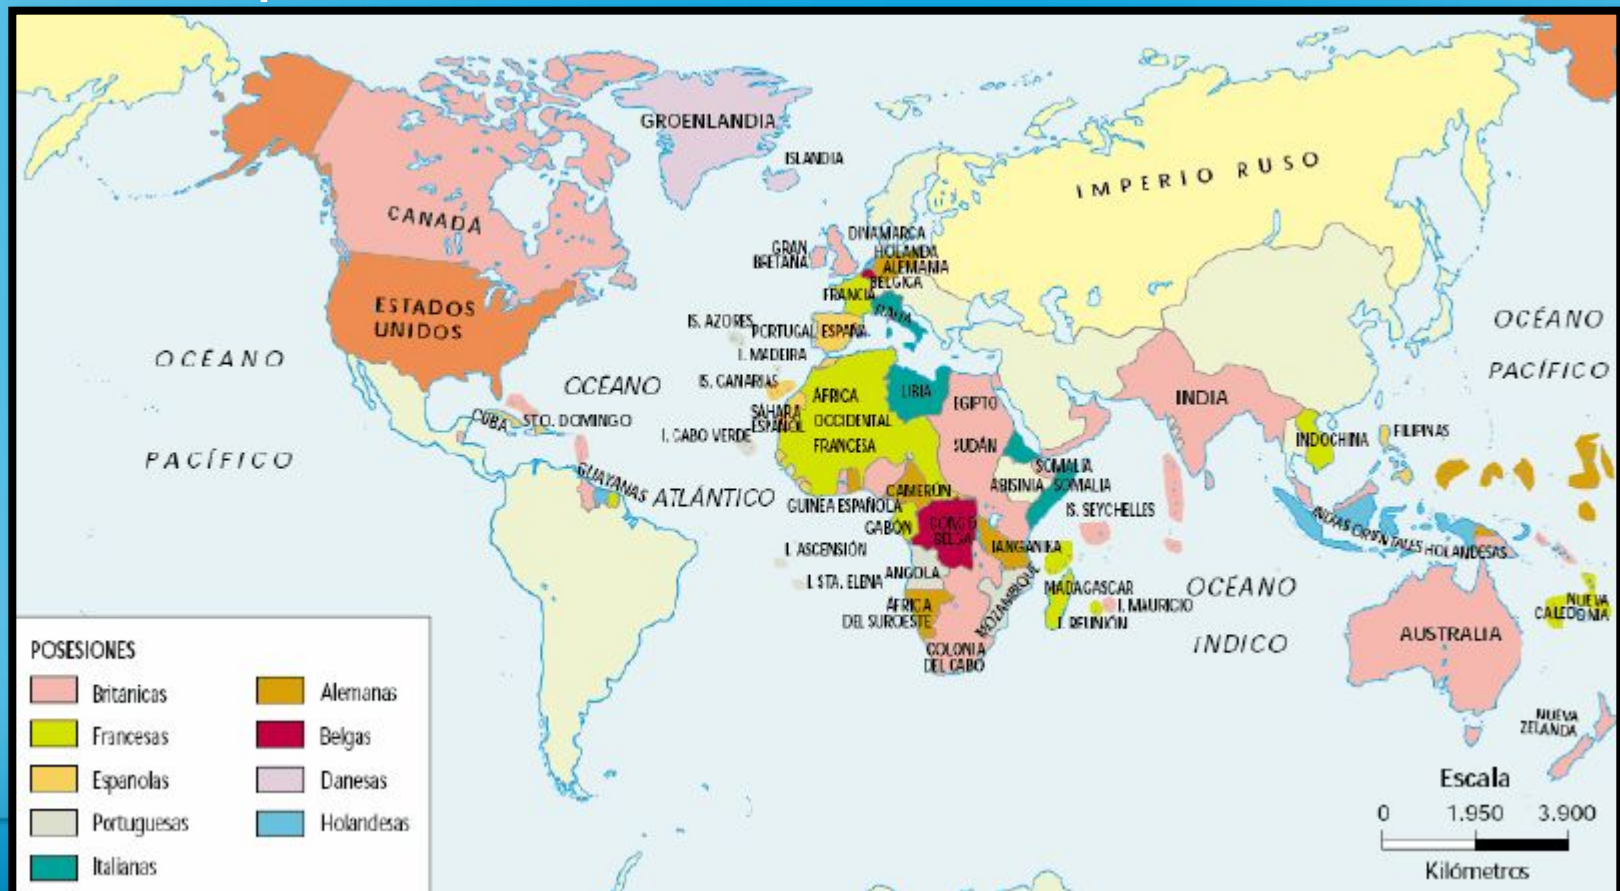 GROENLANDIA
ISLANDIA
IMPERIO RUSO
CANADA
DINAMARCA
GRAN
BRETAÑA
HOLANDA
ALEMANIA
BELGICA
FRANCIA
ITALIA
ESTADOS
UNIDOS
IS. AZORES
PORTUGAL ESPAÑA
I. MADEIRA
OCÉANO
PACÍFICO
OCÉANO
ATLÁNTICO
OCÉANO
PACÍFICO
IS. CANARIAS
ÁFRICA
OCCIDENTAL
FRANCESA
LIBIA
EGIPTO
INDIA
SAHARA
ESPAÑOL
CUBA
STO. DOMINGO
I. CABO VERDE
SUDÁN
INDOCHINA
FILIPINAS
SOMALIA
ABISINIA
SOMALIA
GUAYANAS
CAMERÚN
GUINEA ESPAÑOLA
IS. SEYCHELLES
GABÓN
CONGO
BELGA
INDIAS ORIENTALES HOLANDESAS
I. ASCENSIÓN
TANGANIKA
I. STA. ELENA
ANGOLA
MOZAMBIQUE
MADAGASCAR
I. MAURICIO
I. REUNIÓN
OCÉANO
ÍNDICO
ÁFRICA
DEL SUROESTE
COLONIA
DEL CABO
NUEVA
CALEDONIA
AUSTRALIA
NUEVA
ZELANDA
POSESIONES
Británicas
Francesas
Españolas
Portuguesas
Italianas
Alemanas
Belgas
Danesas
Holandesas
Escala
0 1.950 3.900
Kilómetros